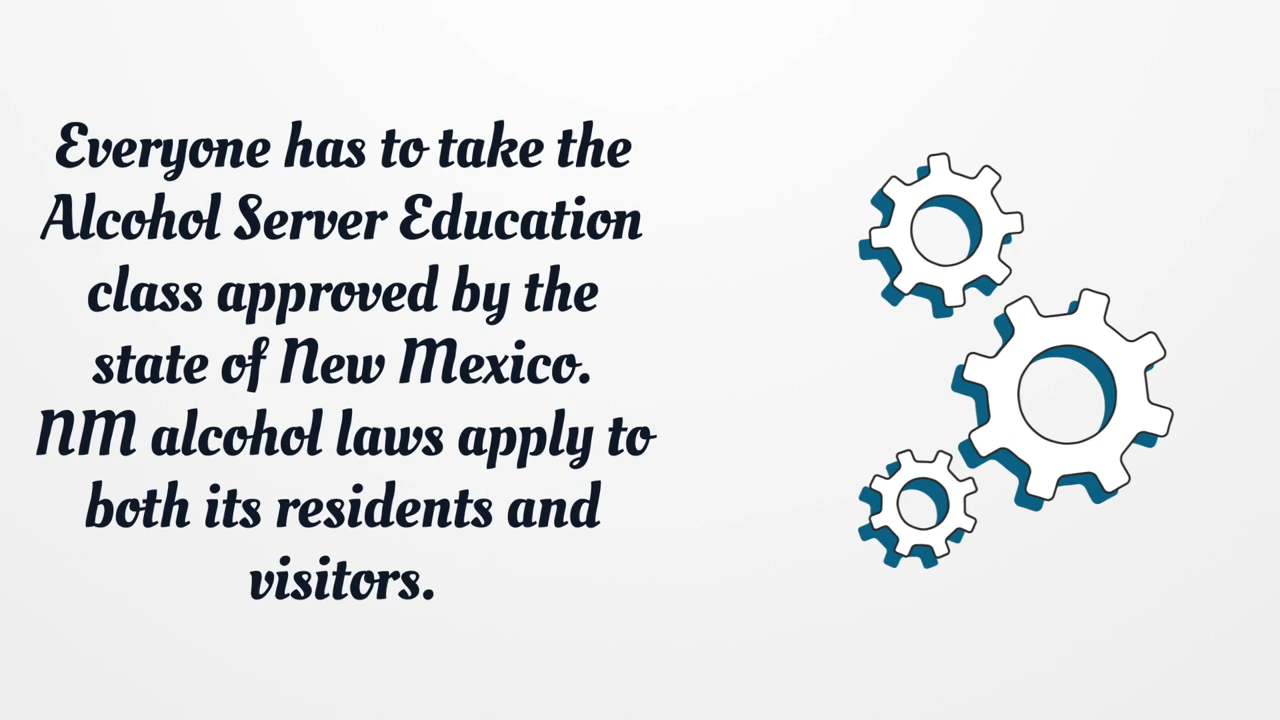 Everyone has to take the
Alcohol Server Education
class approved by the
state of New Mexico.
NM alcohol laws apply to
both its residents and
visitors.